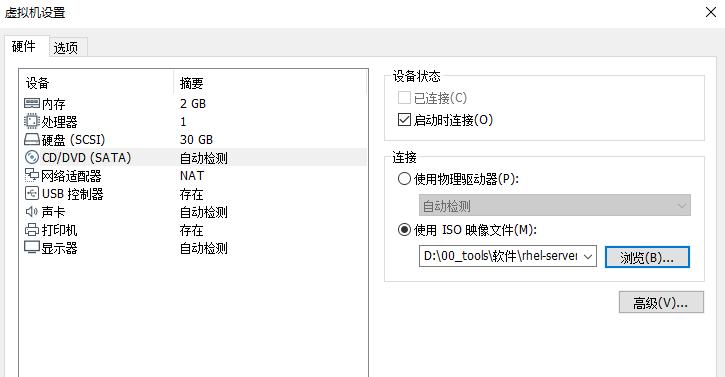 虚拟机设置
硬件 选项
设备 摘要
内存 2 GB
处理器 1
硬盘 (SCSI) 30 GB
CD/DVD (SATA) 自动检测
网络适配器 NAT
USB 控制器 存在
声卡 自动检测
打印机 存在
显示器 自动检测
设备状态
已连接(C)
启动时连接(O)
连接
使用物理驱动器(P):
自动检测
使用 ISO 映像文件(M):
D:\00_tools\软件\rhel-server
浏览(B)...
高级(V)...